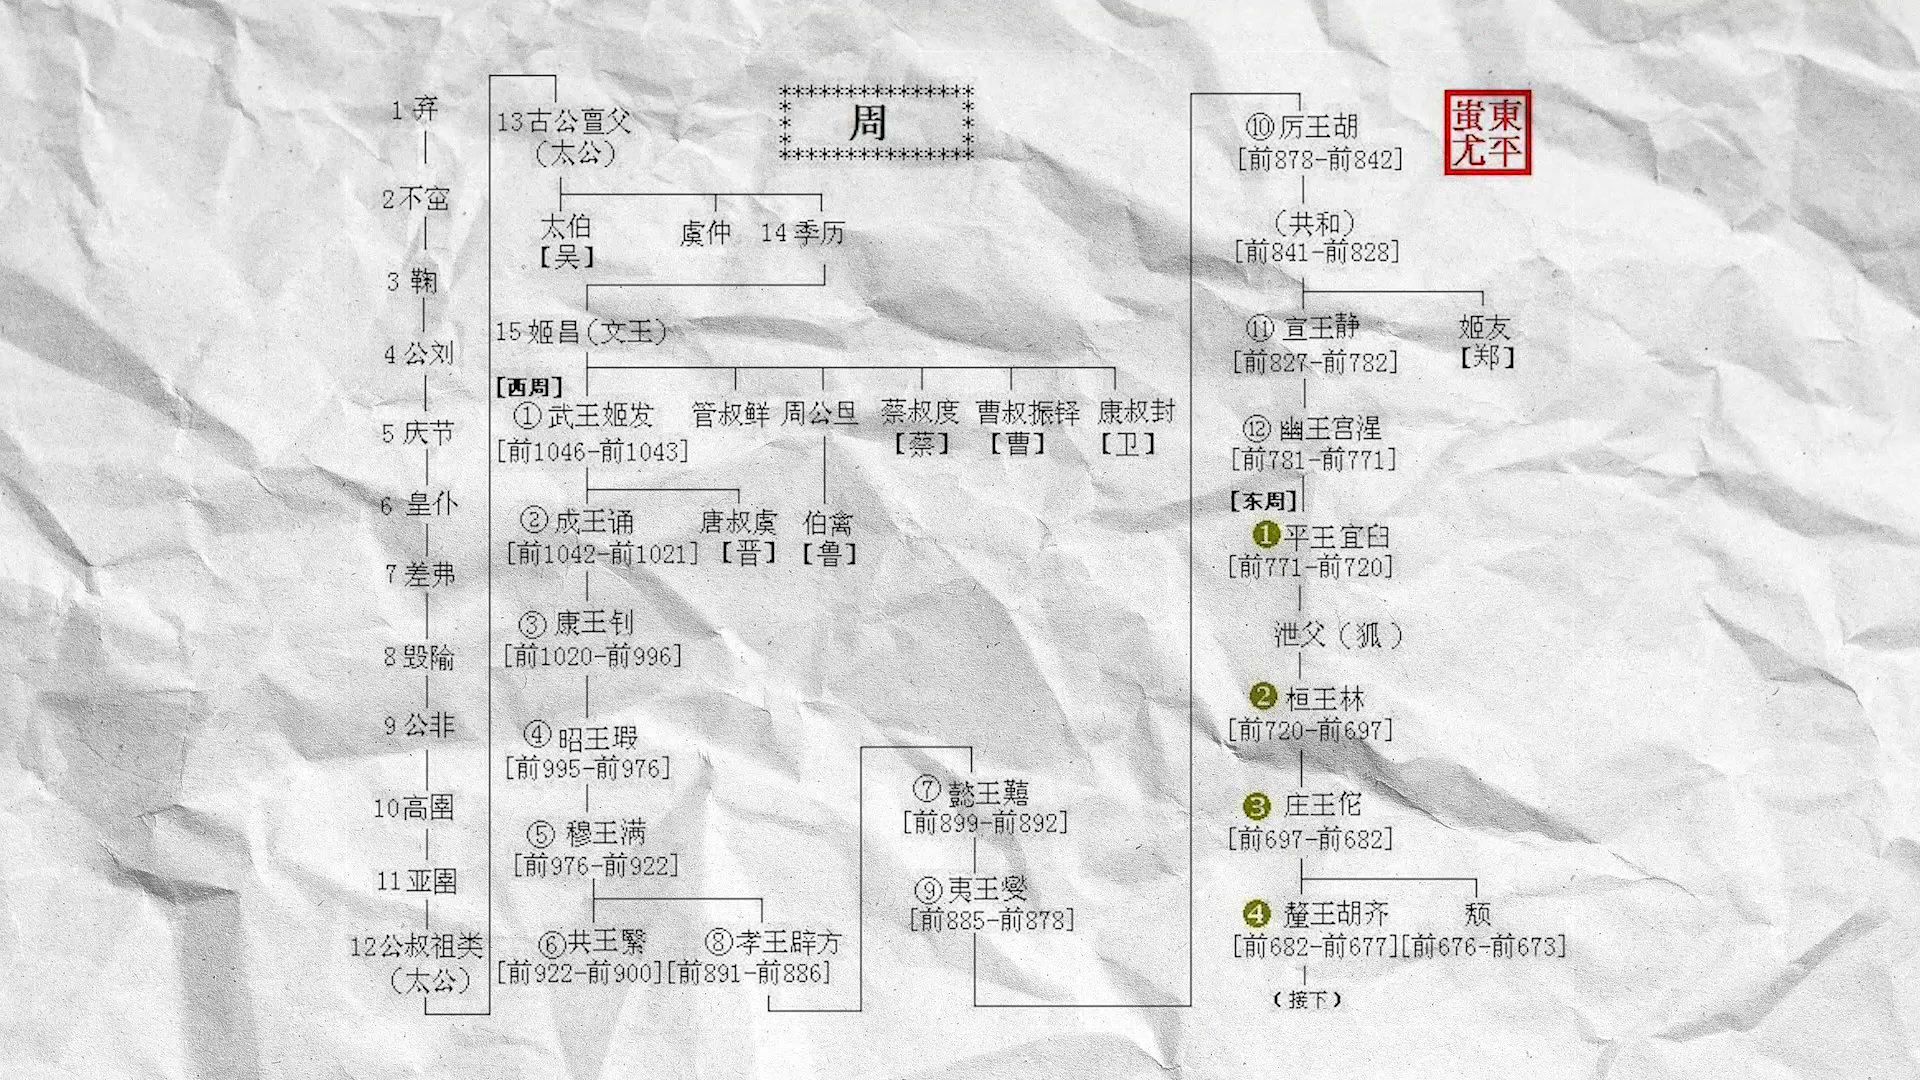 周
東平
蚩尤
1 弃
2 不窋
3 鞠
4 公刘
5 庆节
6 皇仆
7 差弗
8 毁隃
9 公非
10 高圉
11 亚圉
12 公叔祖类
（太公）
13 古公亶父
（太公）
太伯 虞仲 14 季历
【吴】
15 姬昌（文王）
[西周]
① 武王姬发 管叔鲜 周公旦 蔡叔度 曹叔振铎 康叔封
[前1046-前1043] 【蔡】 【曹】 【卫】
② 成王诵 唐叔虞 伯禽
[前1042-前1021] 【晋】 【鲁】
③ 康王钊
[前1020-前996]
④ 昭王瑕
[前995-前976]
⑤ 穆王满
[前976-前922]
⑥ 共王繄 ⑧ 孝王辟方
[前922-前900] [前891-前886]
⑦ 懿王囏
[前899-前892]
⑨ 夷王燮
[前885-前878]
⑩ 厉王胡
[前878-前842]
（共和）
[前841-前828]
⑪ 宣王静 姬友
[前827-前782] 【郑】
⑫ 幽王宫湦
[前781-前771]
[东周]
❶ 平王宜臼
[前771-前720]
泄父（狐）
❷ 桓王林
[前720-前697]
❸ 庄王佗
[前697-前682]
❹ 釐王胡齐 颓
[前682-前677] [前676-前673]
（接下）